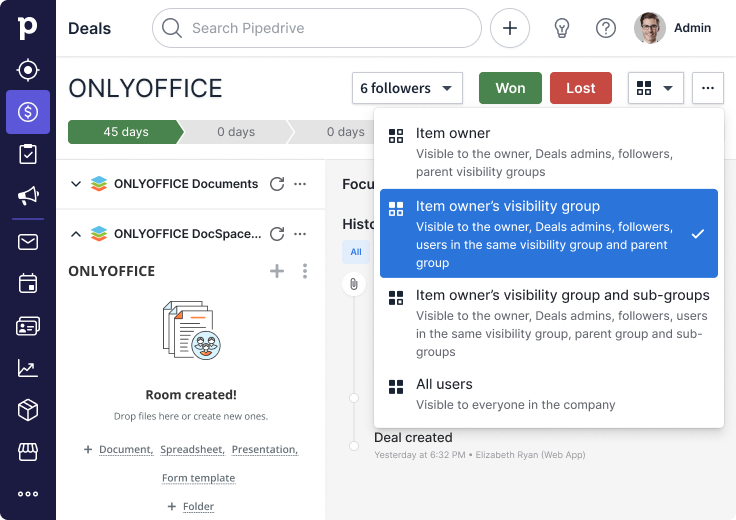 Deals
Search Pipedrive
Admin
ONLYOFFICE
6 followers
Won
Lost
45 days
0 days
0 days
ONLYOFFICE Documents
Focu
ONLYOFFICE DocSpace...
Histo
All
ONLYOFFICE
Room created!
Drop files here or create new ones.
Document,
Spreadsheet,
Presentation,
Form template
Folder
Item owner
Visible to the owner, Deals admins, followers,
parent visibility groups
Item owner’s visibility group
Visible to the owner, Deals admins, followers,
users in the same visibility group and parent
group
Item owner’s visibility group and sub-groups
Visible to the owner, Deals admins, followers, users
in the same visibility group, parent group and sub-
groups
All users
Visible to everyone in the company
Deal created
Yesterday at 6:32 PM • Elizabeth Ryan (Web App)